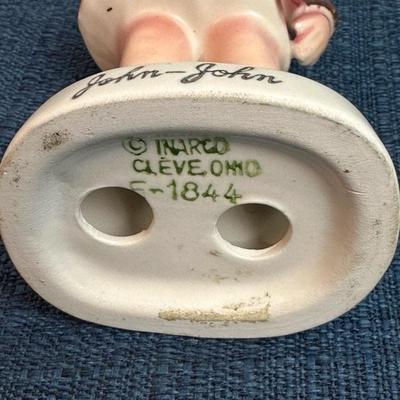 John-John
© INARCO
CLEVE. OHIO
E-1844